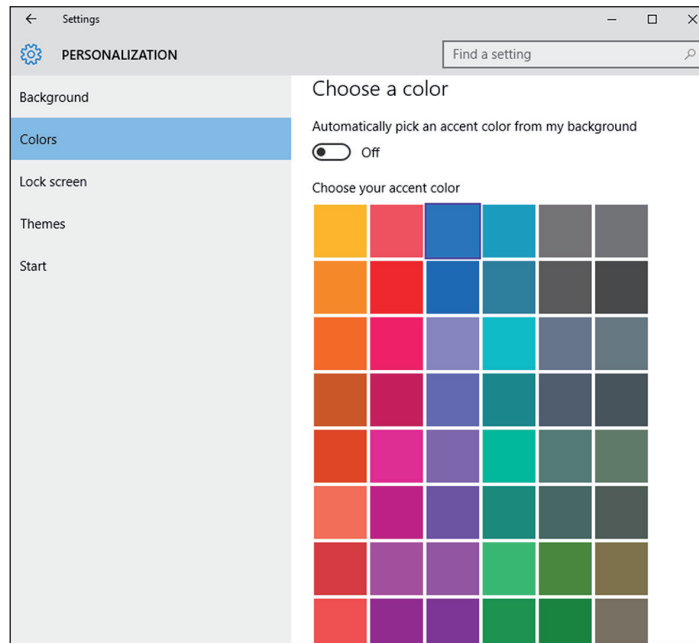 Settings
PERSONALIZATION
Find a setting
Background
Colors
Lock screen
Themes
Start
Choose a color
Automatically pick an accent color from my background
Off
Choose your accent color